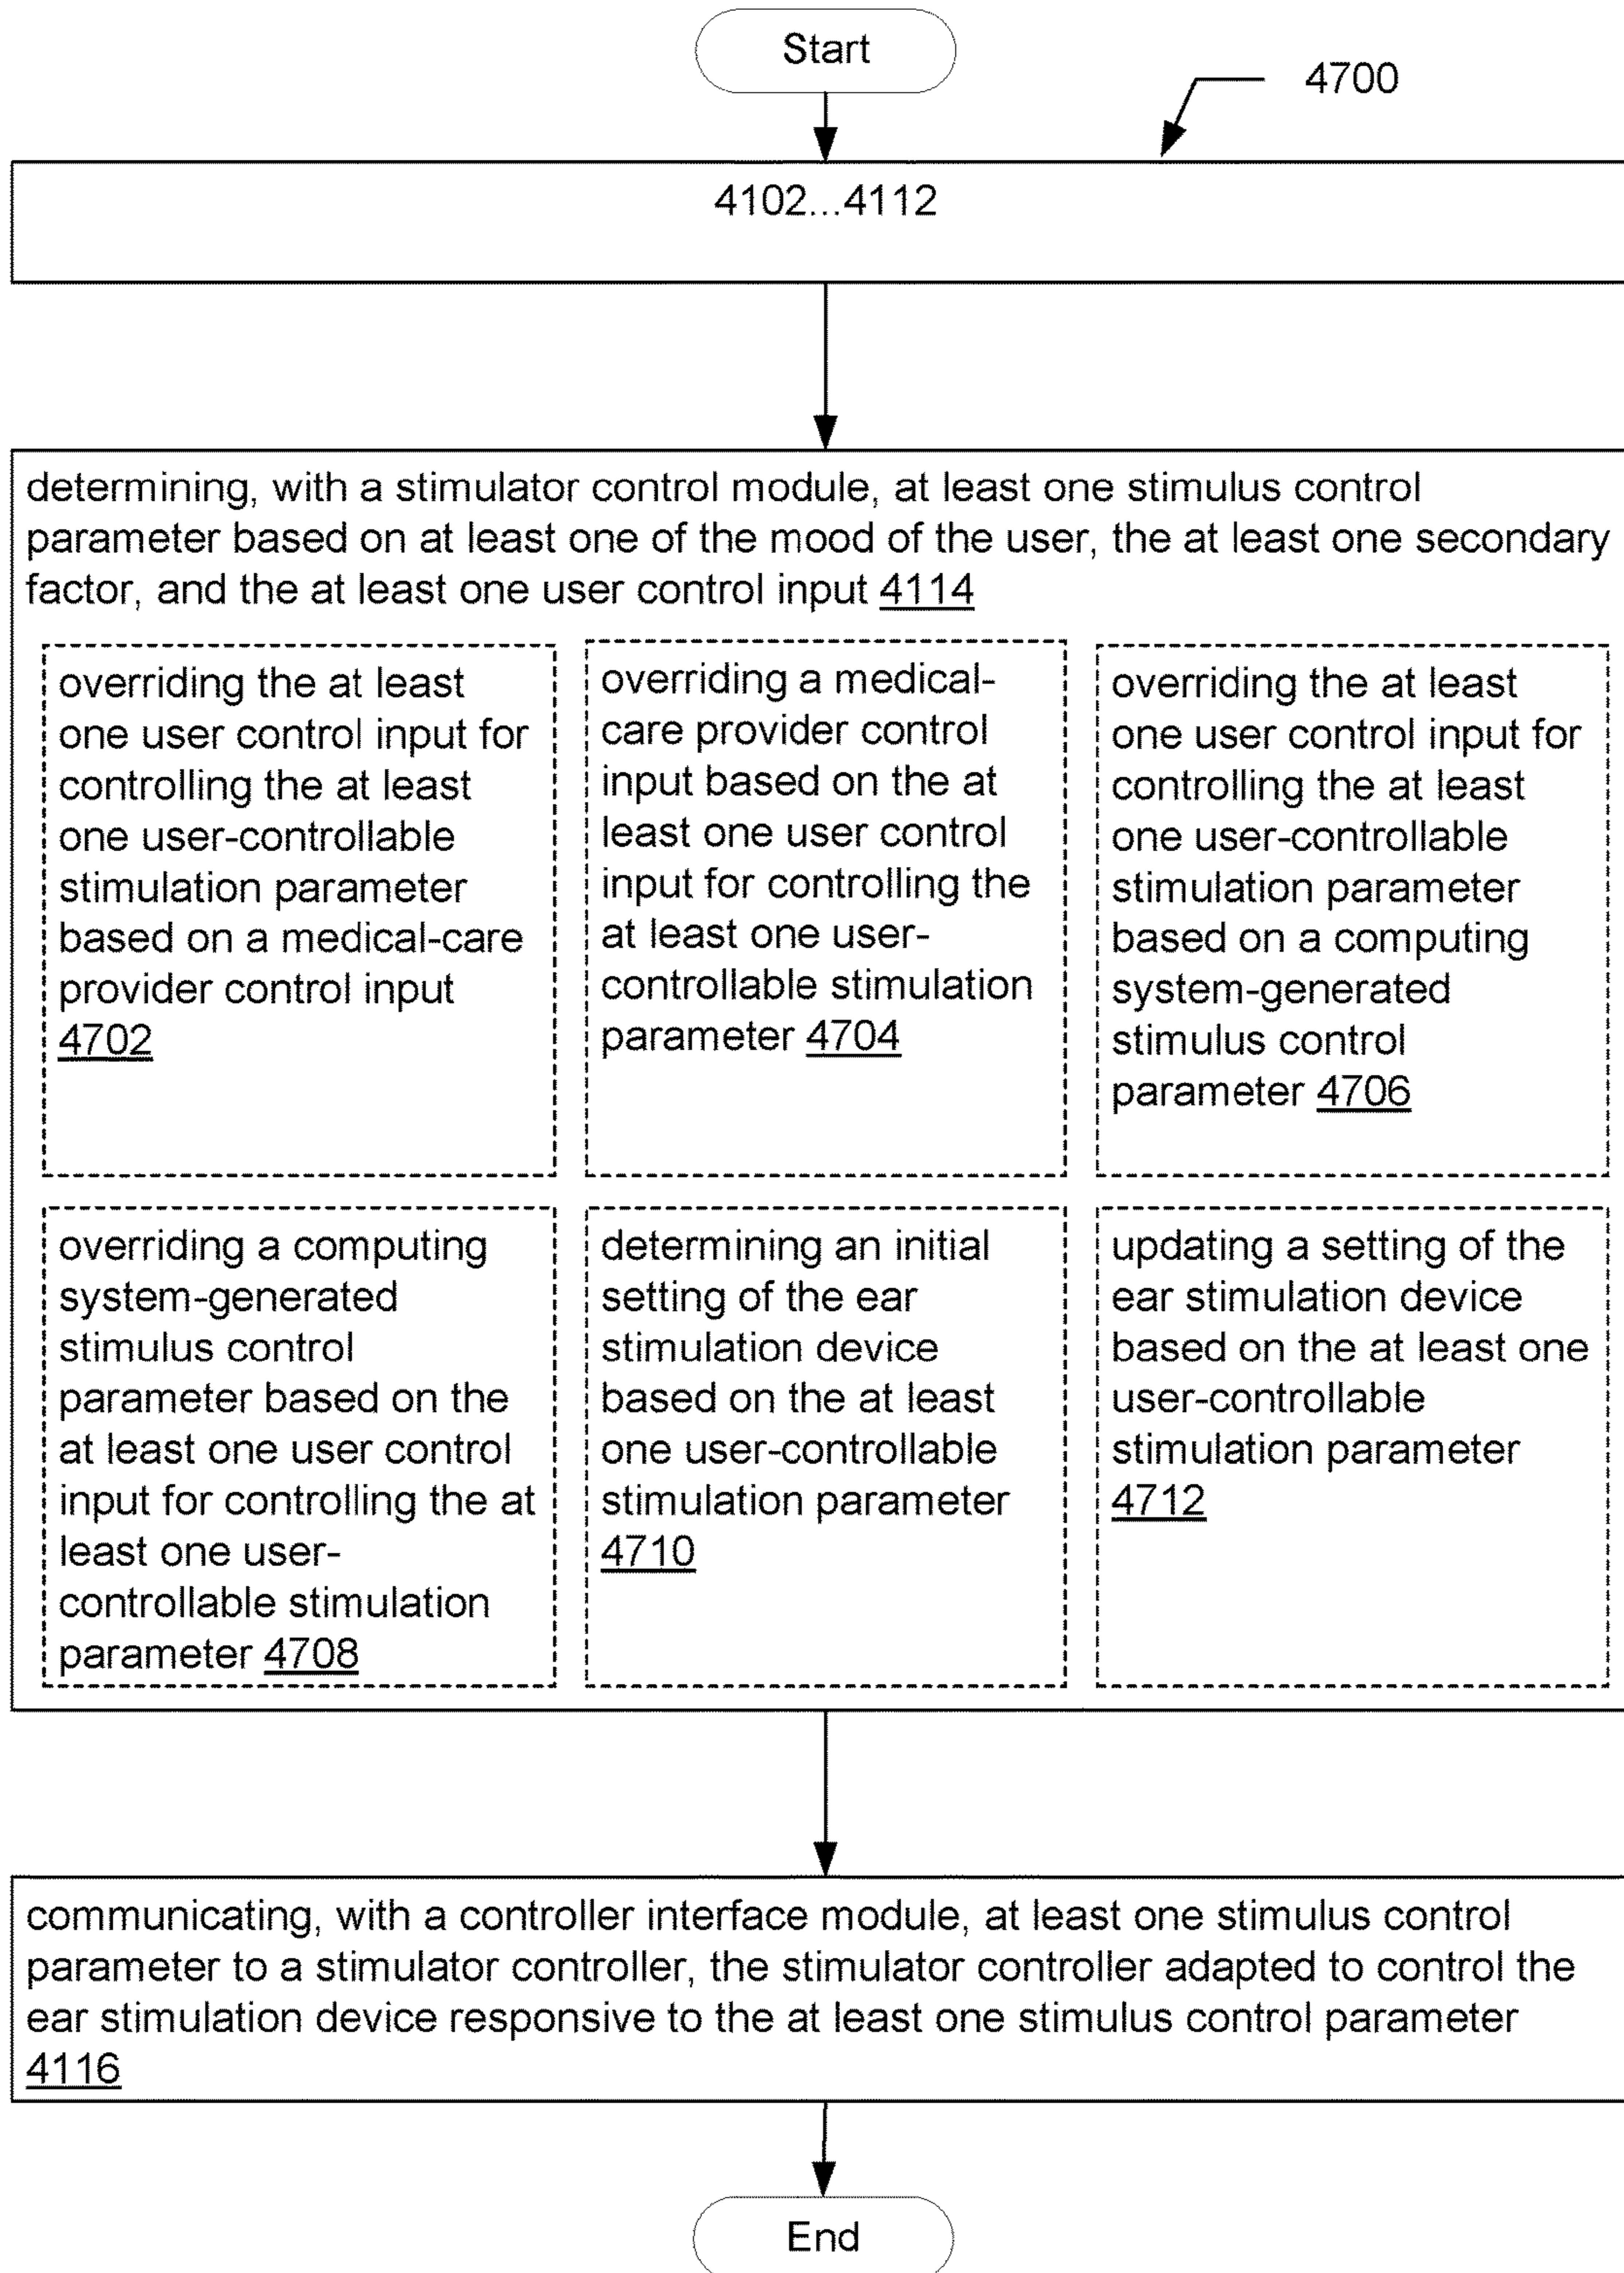 Start
4700
4102...4112
determining, with a stimulator control module, at least one stimulus control
parameter based on at least one of the mood of the user, the at least one secondary
factor, and the at least one user control input 4114
overriding the at least
one user control input for
controlling the at least
one user-controllable
stimulation parameter
based on a medical-care
provider control input
4702
overriding a medical-
care provider control
input based on the at
least one user control
input for controlling the
at least one user-
controllable stimulation
parameter 4704
overriding the at least
one user control input for
controlling the at least
one user-controllable
stimulation parameter
based on a computing
system-generated
stimulus control
parameter 4706
overriding a computing
system-generated
stimulus control
parameter based on the
at least one user control
input for controlling the at
least one user-
controllable stimulation
parameter 4708
determining an initial
setting of the ear
stimulation device
based on the at least
one user-controllable
stimulation parameter
4710
updating a setting of the
ear stimulation device
based on the at least one
user-controllable
stimulation parameter
4712
communicating, with a controller interface module, at least one stimulus control
parameter to a stimulator controller, the stimulator controller adapted to control the
ear stimulation device responsive to the at least one stimulus control parameter
4116
End